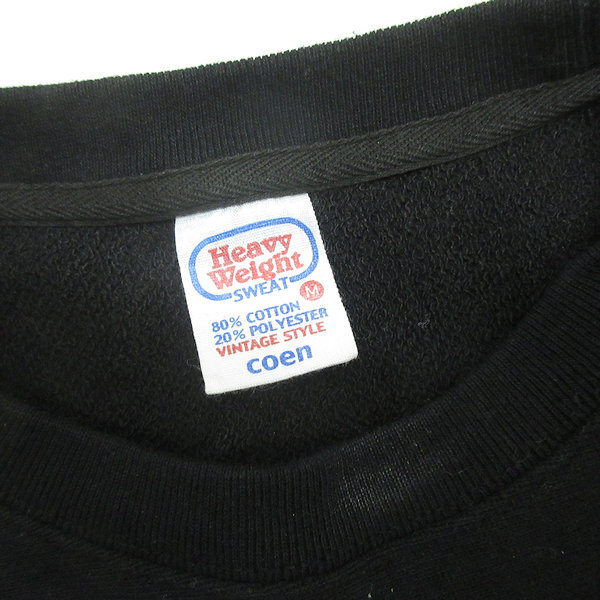 Heavy
Weight
SWEAT M
80% COTTON
20% POLYESTER
VINTAGE STYLE
coen